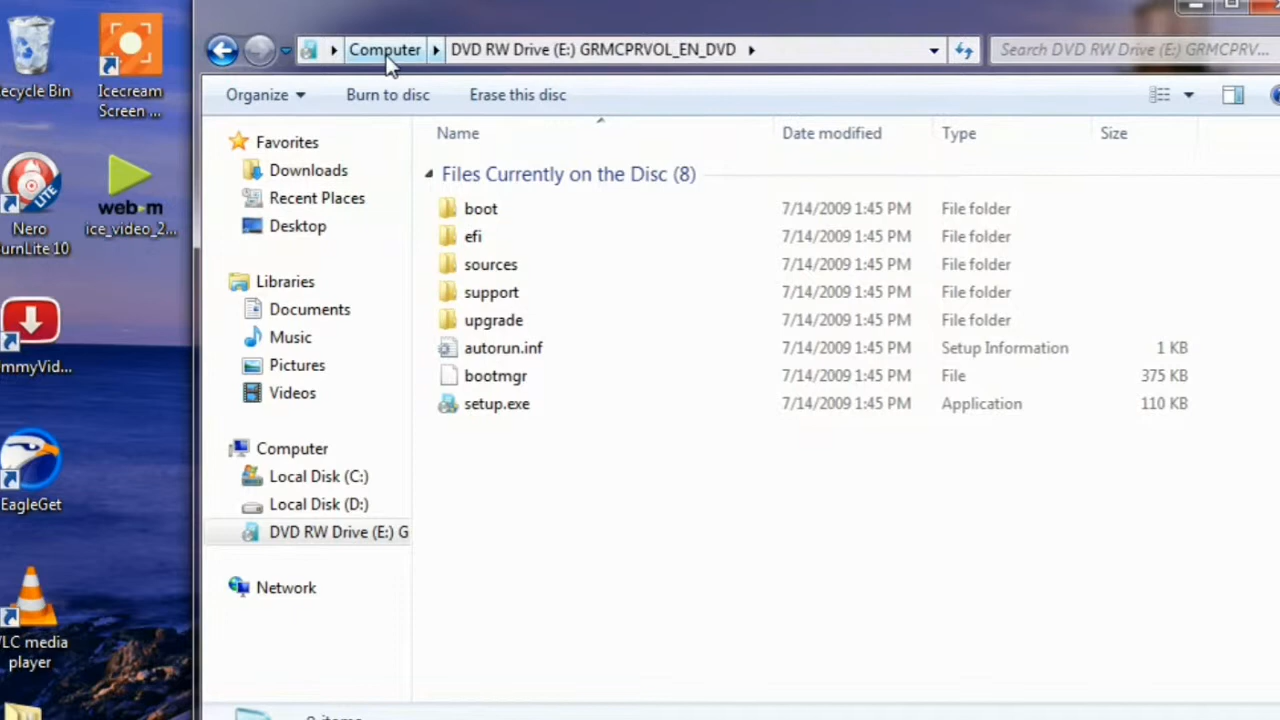 ecycle Bin
Icecream
Screen ...
Nero
urnLite 10
LITE
web-m
ice_video_2...
mmyVid...
EagleGet
LC media
player
Computer
DVD RW Drive (E:) GRMCPRVOL_EN_DVD
Search DVD RW Drive (E:) GRMCPRV...
Organize
Burn to disc
Erase this disc
Favorites
Downloads
Recent Places
Desktop
Libraries
Documents
Music
Pictures
Videos
Computer
Local Disk (C:)
Local Disk (D:)
DVD RW Drive (E:) G
Network
Name Date modified Type Size
Files Currently on the Disc (8)
boot 7/14/2009 1:45 PM File folder
efi 7/14/2009 1:45 PM File folder
sources 7/14/2009 1:45 PM File folder
support 7/14/2009 1:45 PM File folder
upgrade 7/14/2009 1:45 PM File folder
autorun.inf 7/14/2009 1:45 PM Setup Information 1 KB
bootmgr 7/14/2009 1:45 PM File 375 KB
setup.exe 7/14/2009 1:45 PM Application 110 KB